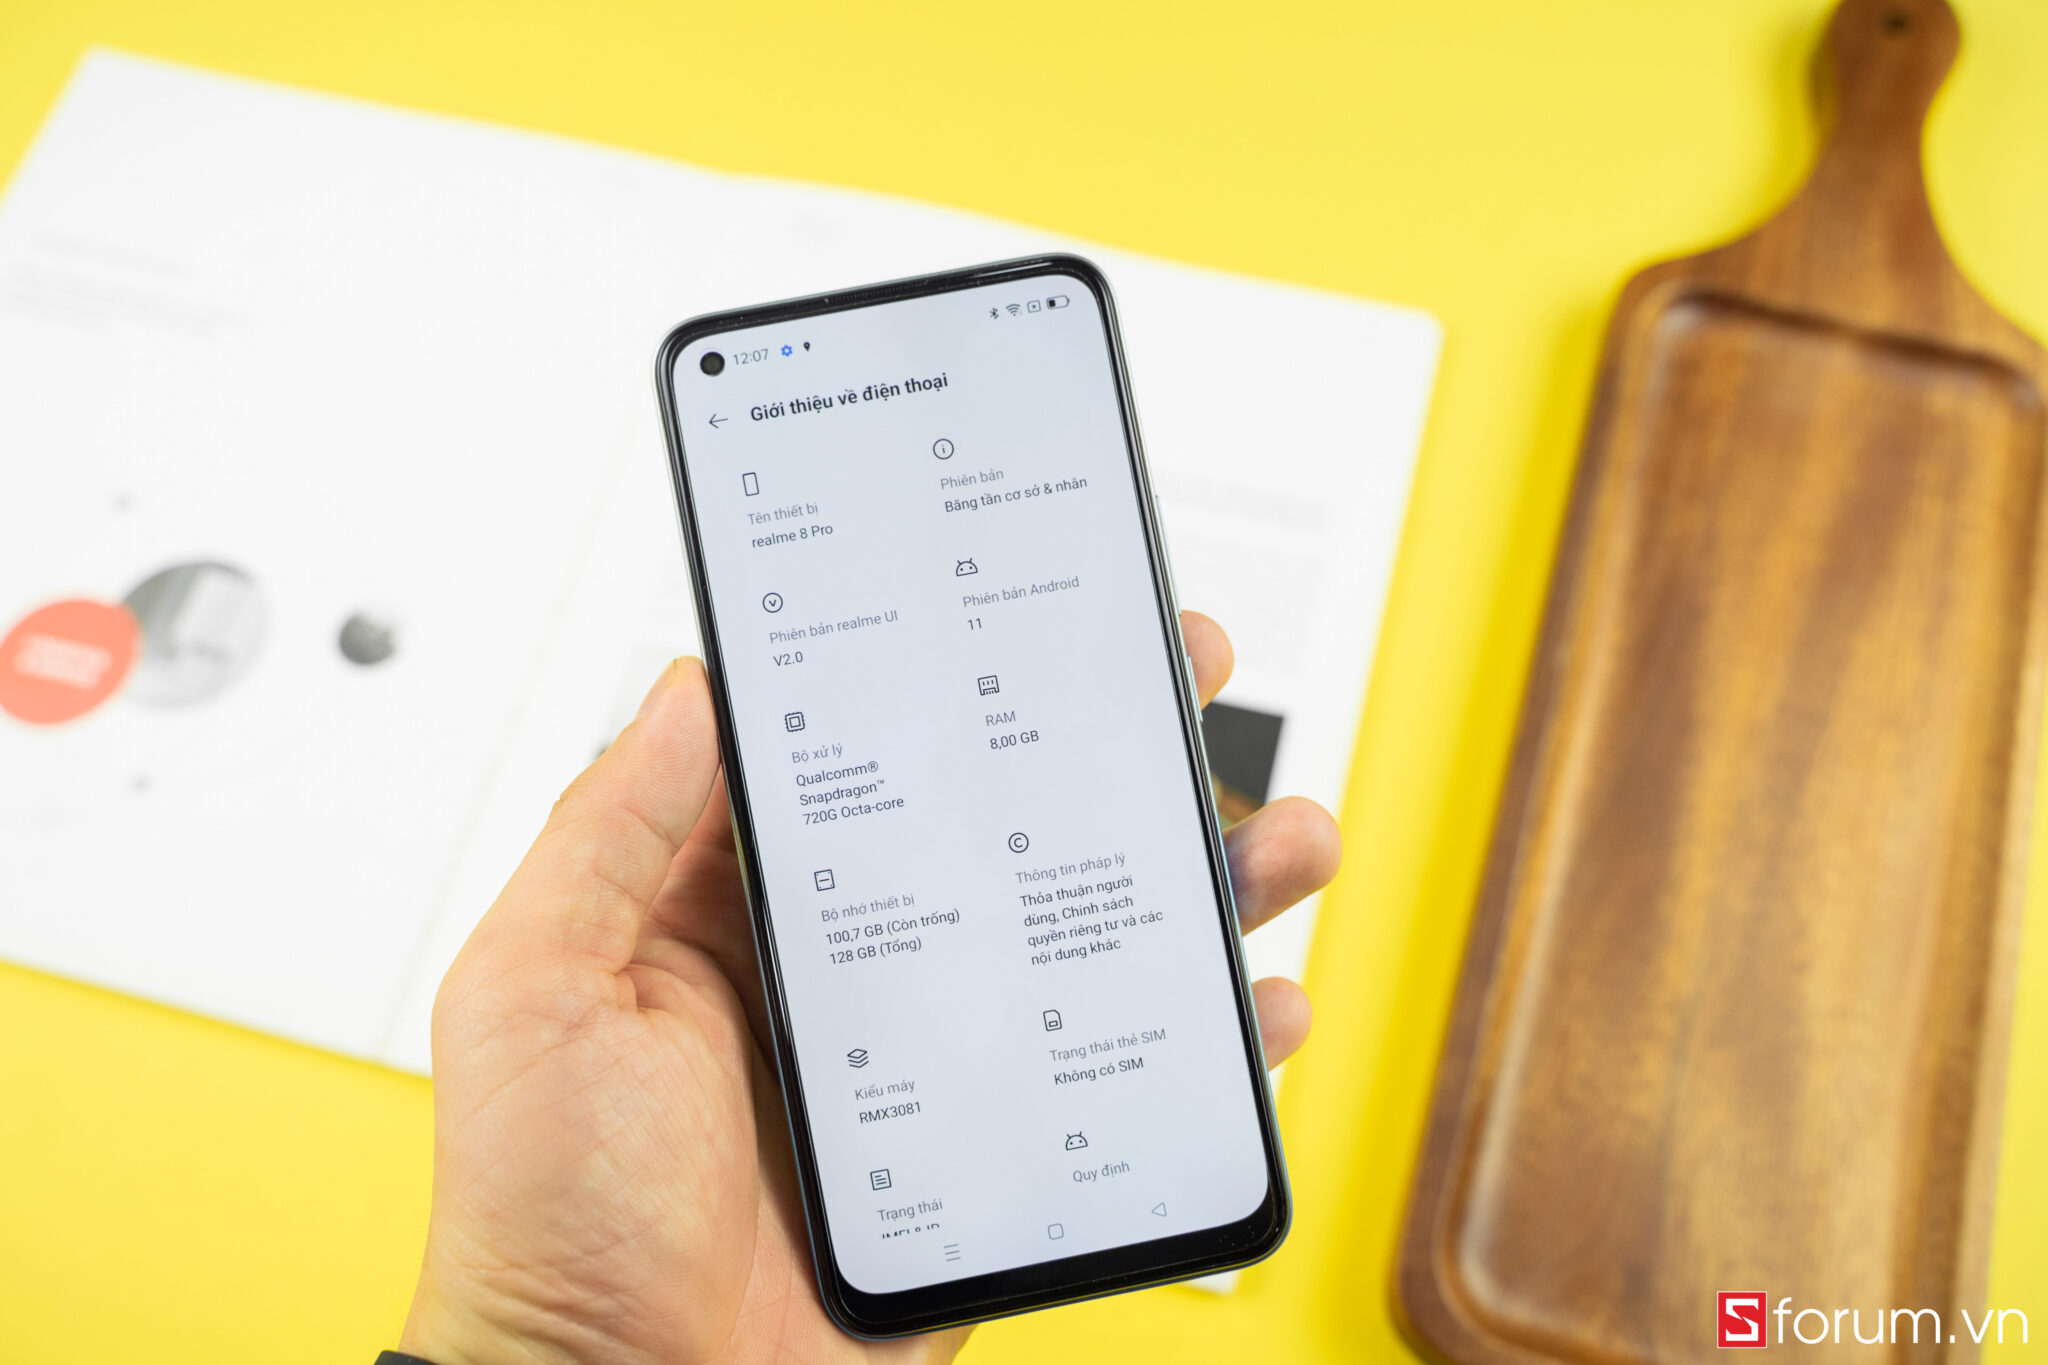 12:07
Giới thiệu về điện thoại
Tên thiết bị
realme 8 Pro
Phiên bản
Băng tần cơ sở & nhân
Phiên bản realme UI
V2.0
Phiên bản Android
11
Bộ xử lý
Qualcomm®
Snapdragon™
720G Octa-core
RAM
8,00 GB
Bộ nhớ thiết bị
100,7 GB (Còn trống)
128 GB (Tổng)
Thông tin pháp lý
Thỏa thuận người
dùng, Chính sách
quyền riêng tư và các
nội dung khác
Kiểu máy
RMX3081
Trạng thái thẻ SIM
Không có SIM
Trạng thái
Quy định
Sforum.vn